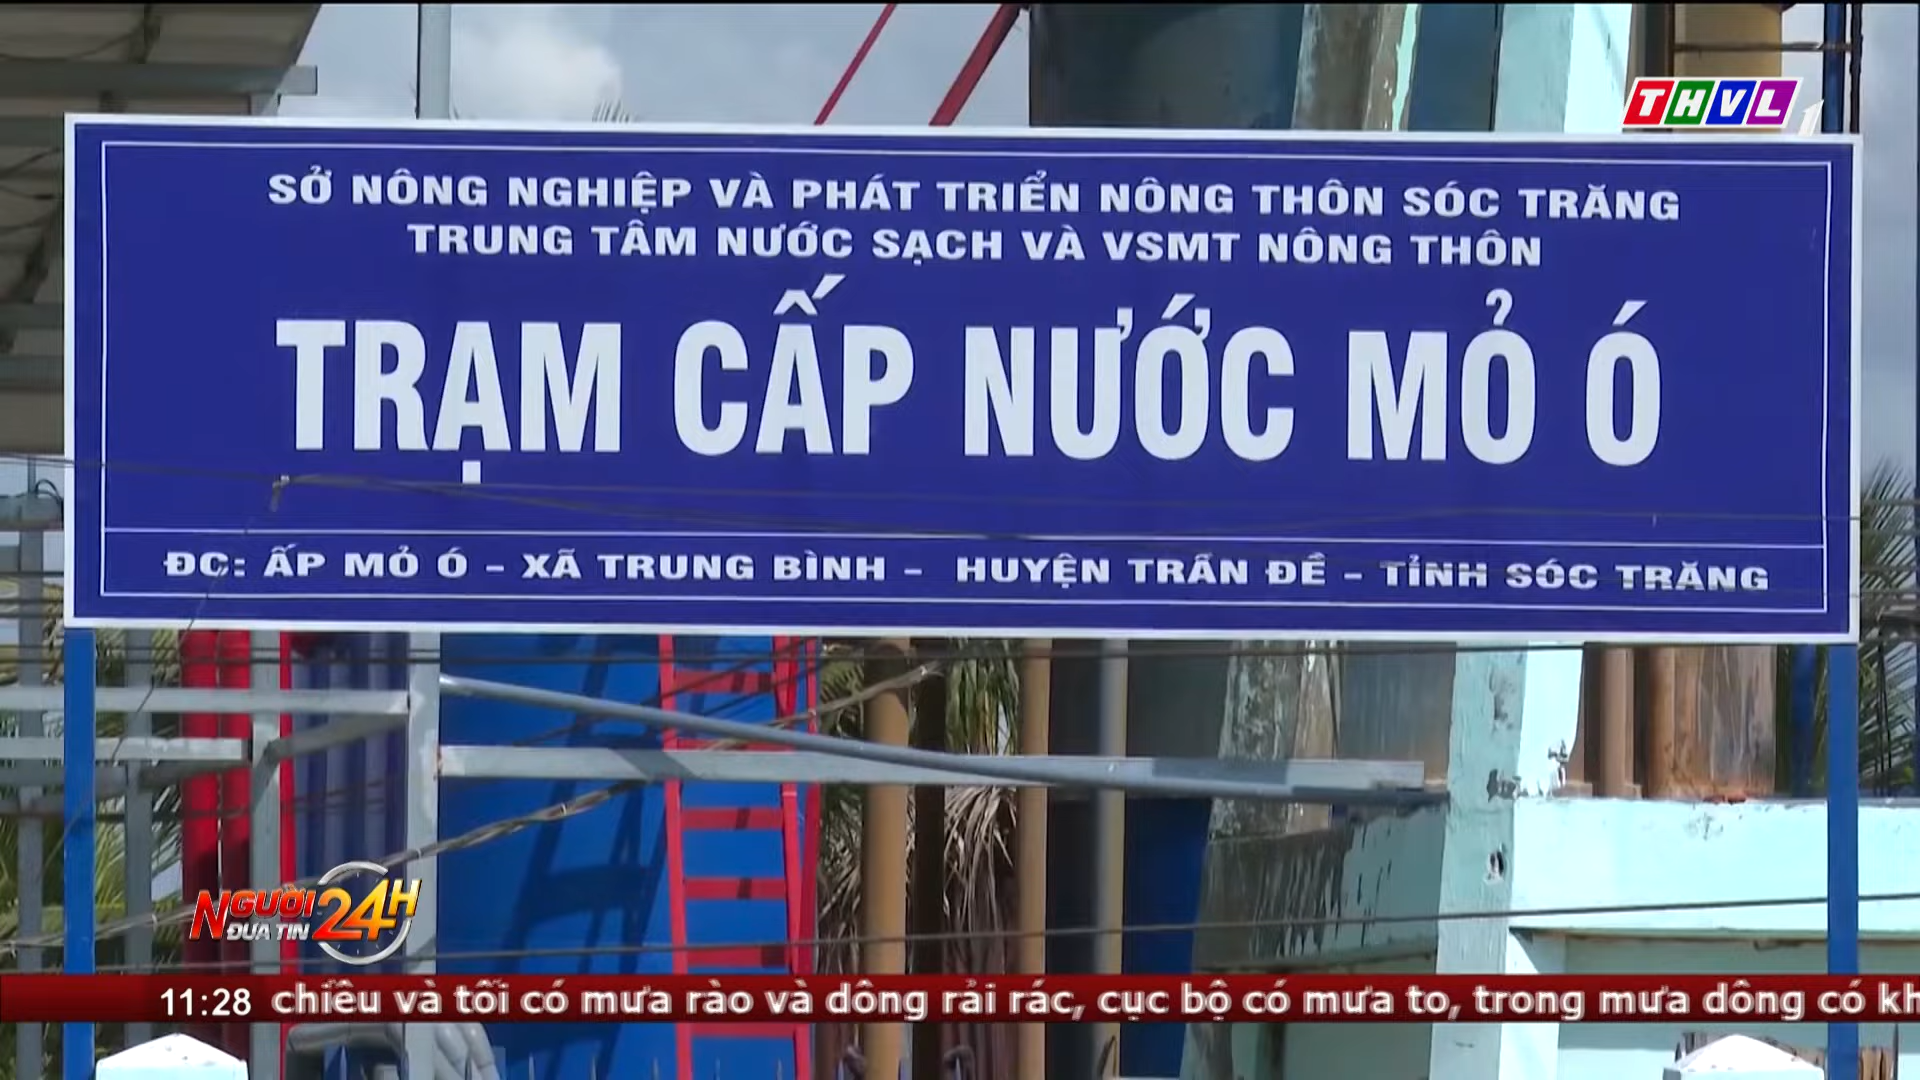 THVL 1
SỞ NÔNG NGHIỆP VÀ PHÁT TRIỂN NÔNG THÔN SÓC TRĂNG
TRUNG TÂM NƯỚC SẠCH VÀ VSMT NÔNG THÔN
TRẠM CẤP NƯỚC MỎ Ó
ĐC: ẤP MỎ Ó – XÃ TRUNG BÌNH – HUYỆN TRẦN ĐỀ – TỈNH SÓC TRĂNG
NGƯỜI ĐƯA TIN 24H
11:28 chiều và tối có mưa rào và dông rải rác, cục bộ có mưa to, trong mưa dông có kh